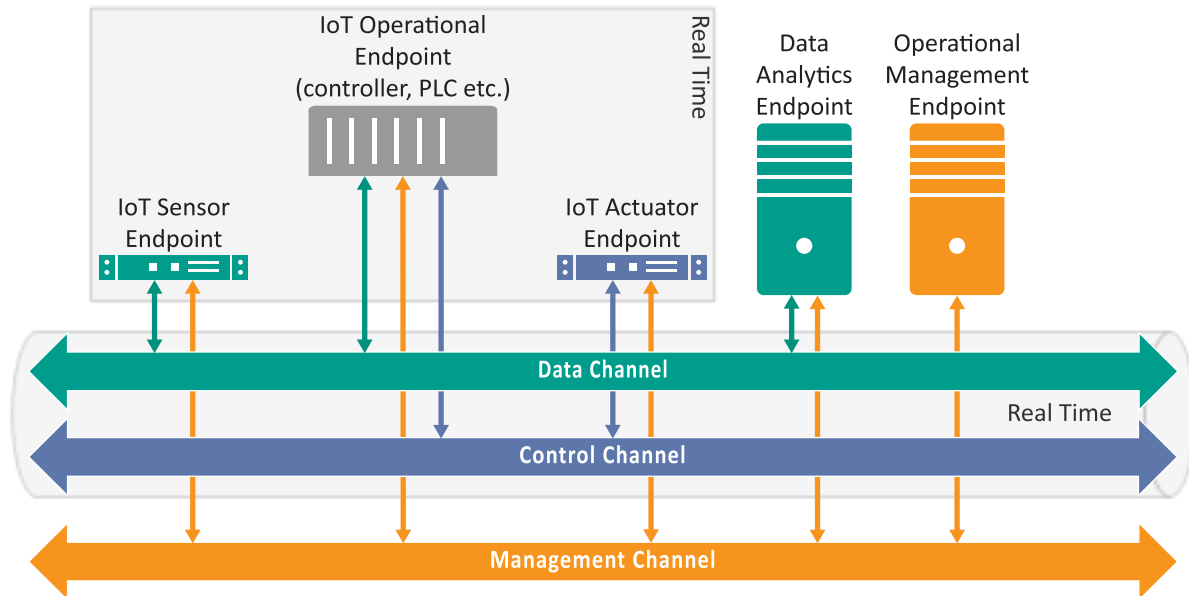 IoT Operational
Endpoint
(controller, PLC etc.)
Real Time
Data
Analytics
Endpoint
Operational
Management
Endpoint
IoT Sensor
Endpoint
IoT Actuator
Endpoint
Data Channel
Real Time
Control Channel
Management Channel